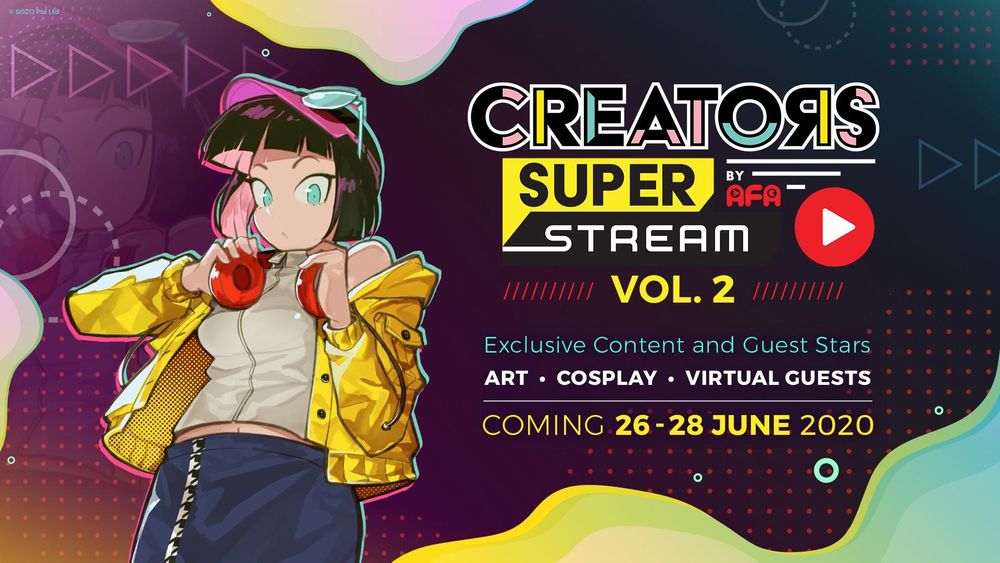 © SOZO Pte Ltd
CREATORS
SUPER
BY
AFA
STREAM
////////// VOL. 2 //////////
Exclusive Content and Guest Stars
ART • COSPLAY • VIRTUAL GUESTS
COMING 26 - 28 JUNE 2020